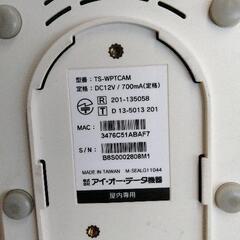 型番：TS-WPTCAM
定格：DC12V / 700mA(定格)
R 201-135058
T D 13-5013 201
MAC：
3476C51ABAF7
S/N：
B8S0002808M1
MADE IN TAIWAN M-SEALG11044
株式会社 アイ・オー・データ機器
屋内専用